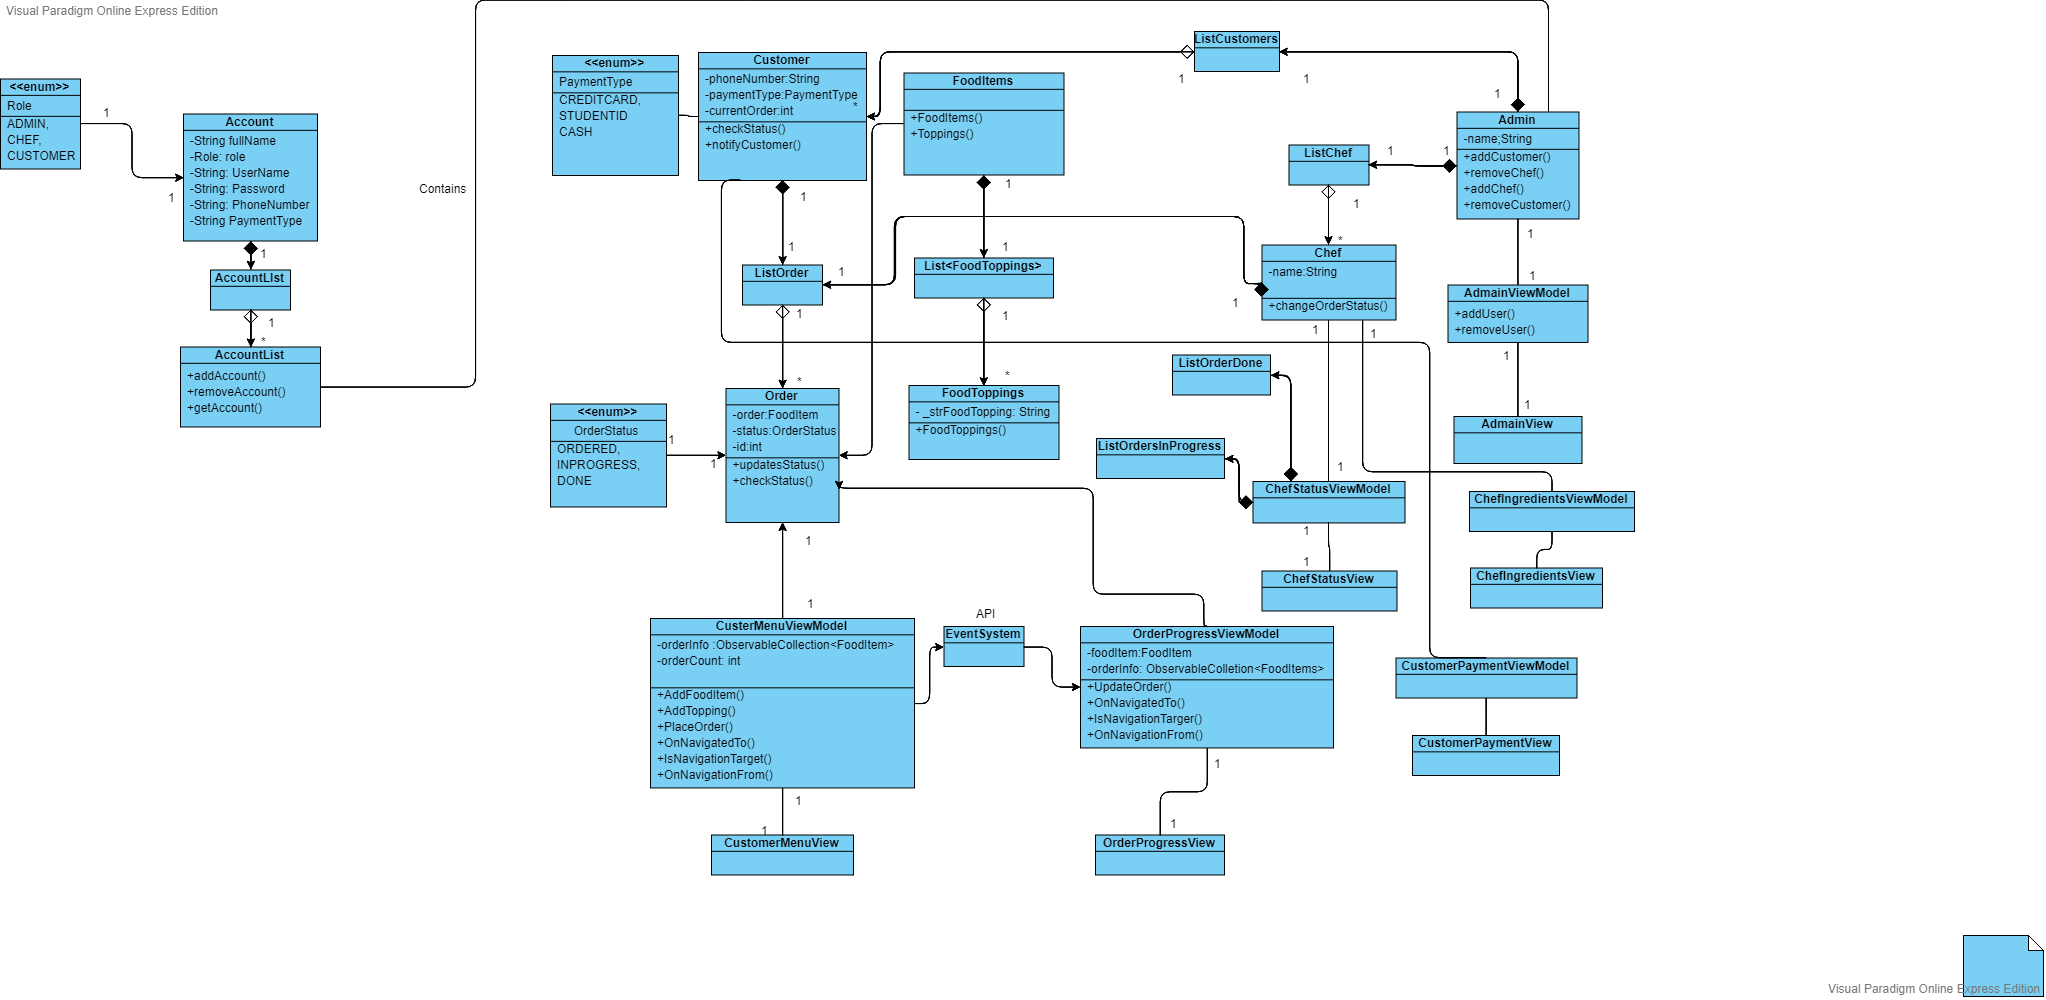 Visual Paradigm Online Express Edition
<<enum>>
Role
ADMIN,
CHEF,
CUSTOMER
1
1
Account
-String fullName
-Role: role
-String: UserName
-String: Password
-String: PhoneNumber
-String PaymentType
1
AccountLIst
1
*
AccountList
+addAccount()
+removeAccount()
+getAccount()
Contains
<<enum>>
PaymentType
CREDITCARD,
STUDENTID
CASH
Customer
-phoneNumber:String
-paymentType:PaymentType
-currentOrder:int
*
+checkStatus()
+notifyCustomer()
1
1
ListOrder
1
1
*
FoodItems
+FoodItems()
+Toppings()
1
1
List<FoodToppings>
1
*
FoodToppings
- _strFoodTopping: String
+FoodToppings()
ListCustomers
1
1
1
Admin
-name;String
+addCustomer()
+removeChef()
+addChef()
+removeCustomer()
ListChef
1
1
1
*
Chef
-name:String
+changeOrderStatus()
1
1
1
1
1
AdmainViewModel
+addUser()
+removeUser()
1
1
AdmainView
<<enum>>
OrderStatus
ORDERED,
INPROGRESS,
DONE
1
1
Order
-order:FoodItem
-status:OrderStatus
-id:int
+updatesStatus()
+checkStatus()
1
1
ListOrderDone
ListOrdersInProgress
1
ChefStatusViewModel
1
1
ChefStatusView
ChefIngredientsViewModel
ChefIngredientsView
CusterMenuViewModel
-orderInfo :ObservableCollection<FoodItem>
-orderCount: int
+AddFoodItem()
+AddTopping()
+PlaceOrder()
+OnNavigatedTo()
+IsNavigationTarget()
+OnNavigationFrom()
1
1
CustomerMenuView
API
EventSystem
OrderProgressViewModel
-foodItem:FoodItem
-orderInfo: ObservableColletion<FoodItems>
+UpdateOrder()
+OnNavigatedTo()
+IsNavigationTarger()
+OnNavigationFrom()
1
1
OrderProgressView
CustomerPaymentViewModel
CustomerPaymentView
Visual Paradigm Online Express Edition